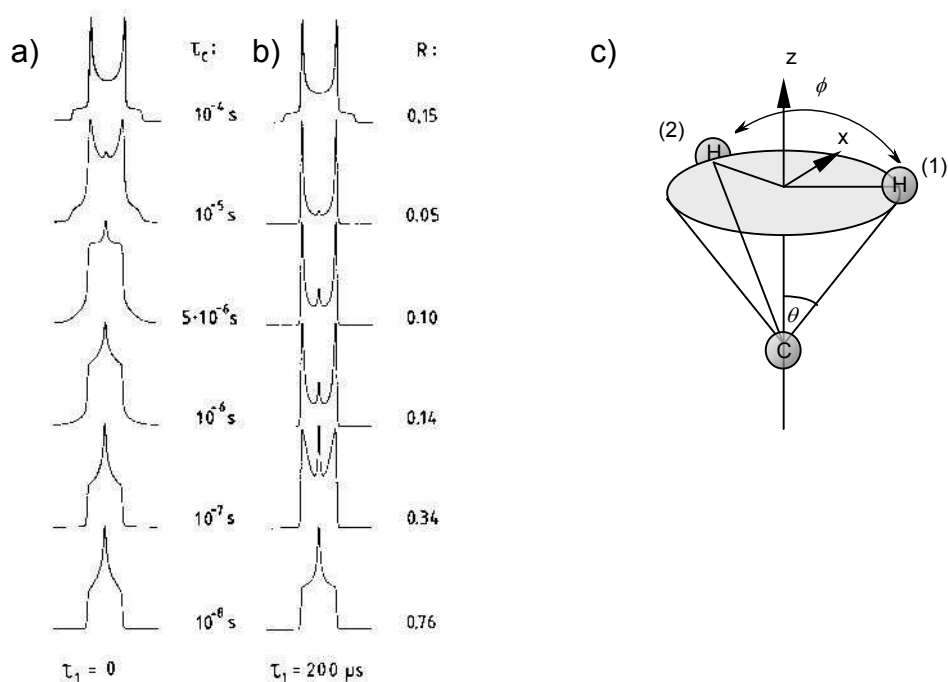 a)
τc:
b)
R:
c)
10⁻⁴ s
0.15
10⁻⁵ s
0.05
5·10⁻⁶ s
0.10
10⁻⁶ s
0.14
10⁻⁷ s
0.34
10⁻⁸ s
0.76
τ₁ = 0
τ₁ = 200 µs
z
ϕ
(2)
H
x
H
(1)
θ
C